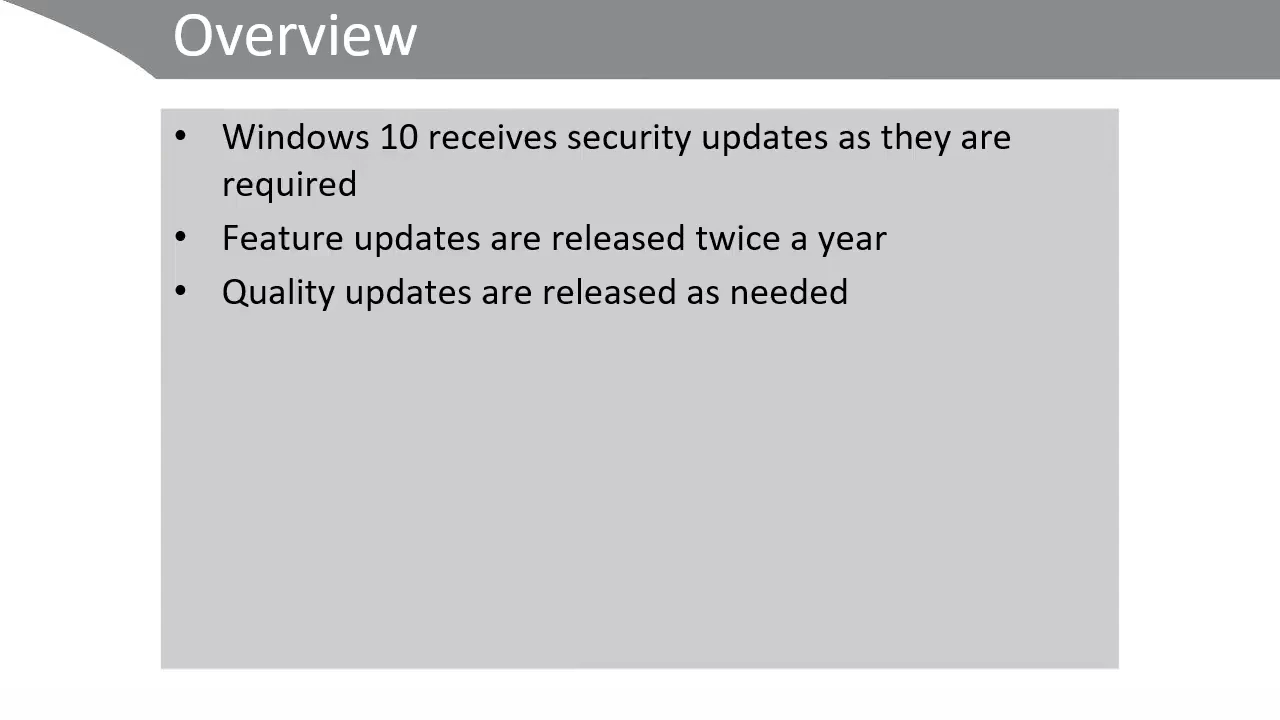 Overview
• Windows 10 receives security updates as they are
required
• Feature updates are released twice a year
• Quality updates are released as needed